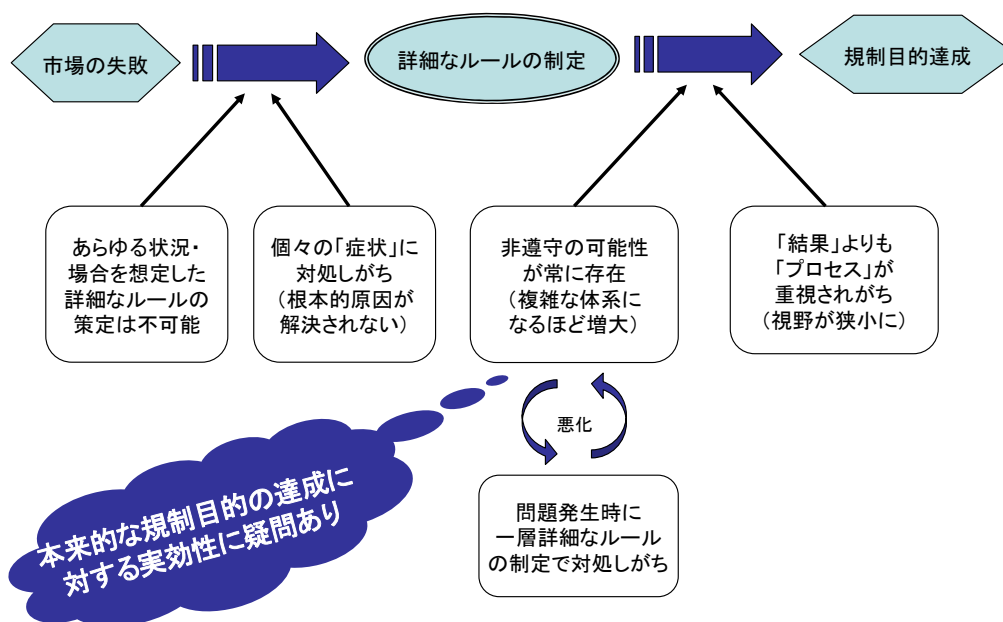 市場の失敗
詳細なルールの制定
規制目的達成
あらゆる状況・
場合を想定した
詳細なルールの
策定は不可能
個々の「症状」に
対処しがち
（根本的原因が
解決されない）
非遵守の可能性
が常に存在
（複雑な体系に
なるほど増大）
「結果」よりも
「プロセス」が
重視されがち
（視野が狭小に）
悪化
本来的な規制目的の達成に
対する実効性に疑問あり
問題発生時に
一層詳細なルール
の制定で対処しがち